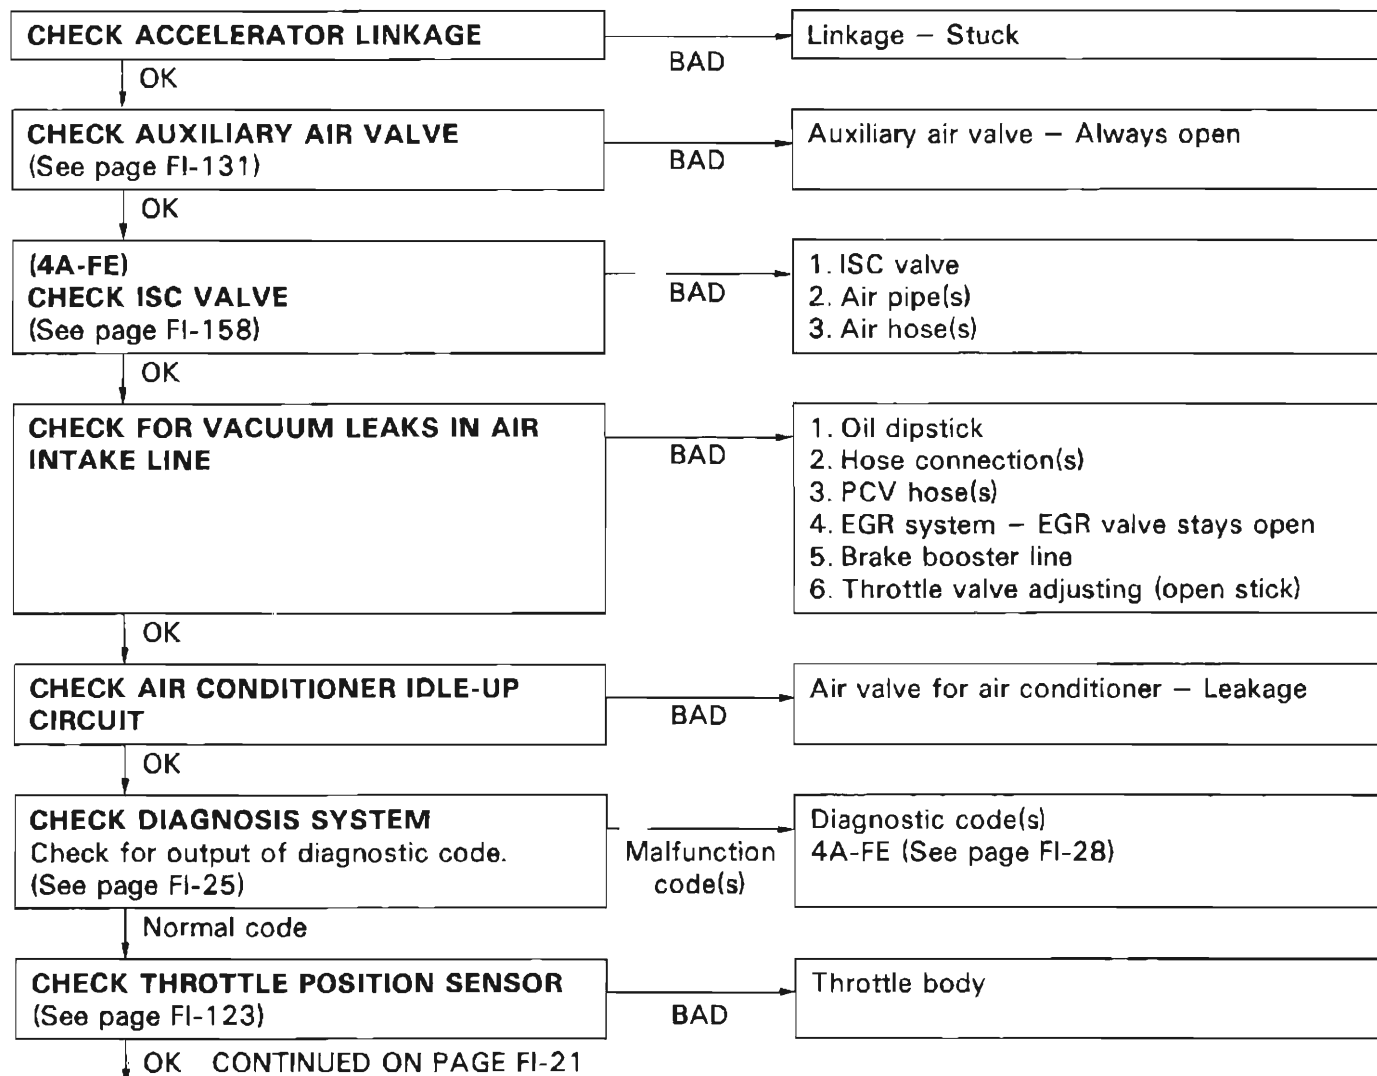 CHECK ACCELERATOR LINKAGE
BAD
Linkage – Stuck
OK
CHECK AUXILIARY AIR VALVE
(See page FI-131)
BAD
Auxiliary air valve – Always open
OK
(4A-FE)
CHECK ISC VALVE
(See page FI-158)
BAD
1. ISC valve
2. Air pipe(s)
3. Air hose(s)
OK
CHECK FOR VACUUM LEAKS IN AIR
INTAKE LINE
BAD
1. Oil dipstick
2. Hose connection(s)
3. PCV hose(s)
4. EGR system – EGR valve stays open
5. Brake booster line
6. Throttle valve adjusting (open stick)
OK
CHECK AIR CONDITIONER IDLE-UP
CIRCUIT
BAD
Air valve for air conditioner – Leakage
OK
CHECK DIAGNOSIS SYSTEM
Check for output of diagnostic code.
(See page FI-25)
Malfunction
code(s)
Diagnostic code(s)
4A-FE (See page FI-28)
Normal code
CHECK THROTTLE POSITION SENSOR
(See page FI-123)
BAD
Throttle body
OK CONTINUED ON PAGE FI-21